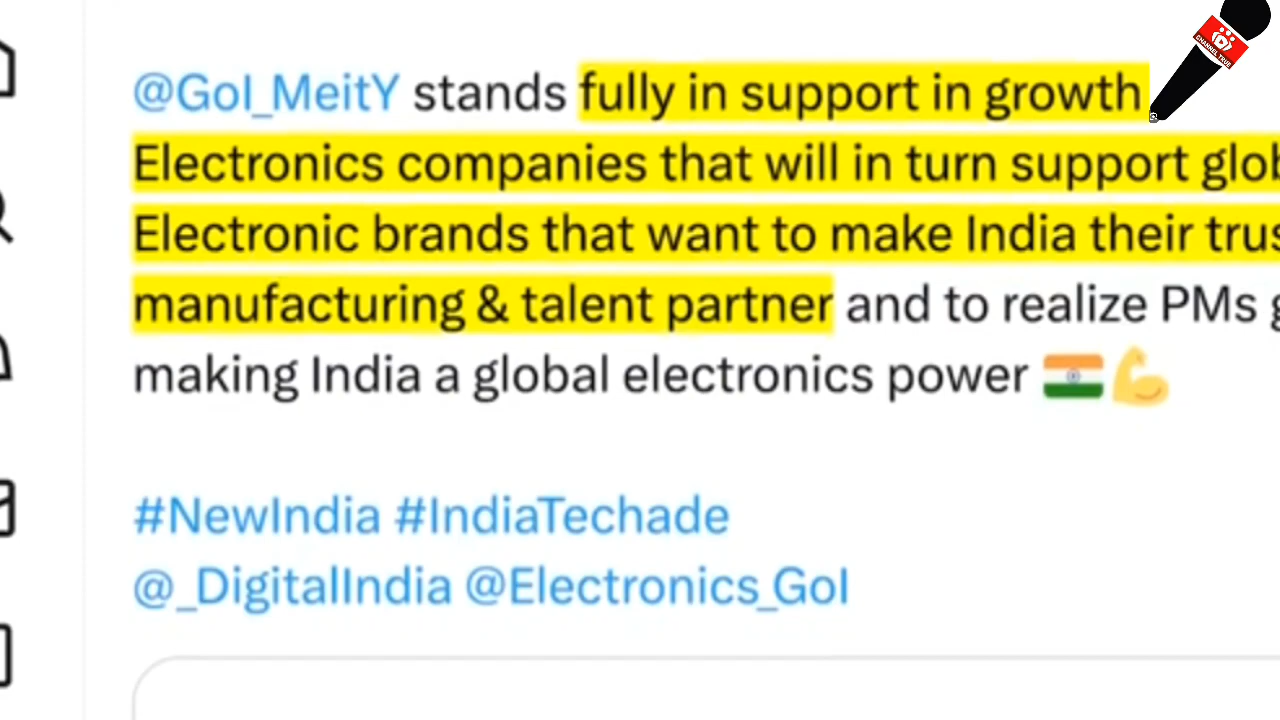 @GoI_MeitY stands fully in support in growth
Electronics companies that will in turn support
Electronic brands that want to make India their
manufacturing & talent partner and to realize PMs
making India a global electronics power 🇮🇳💪
#NewIndia #IndiaTechade
@_DigitalIndia @Electronics_GoI
CHANNEL TRUE